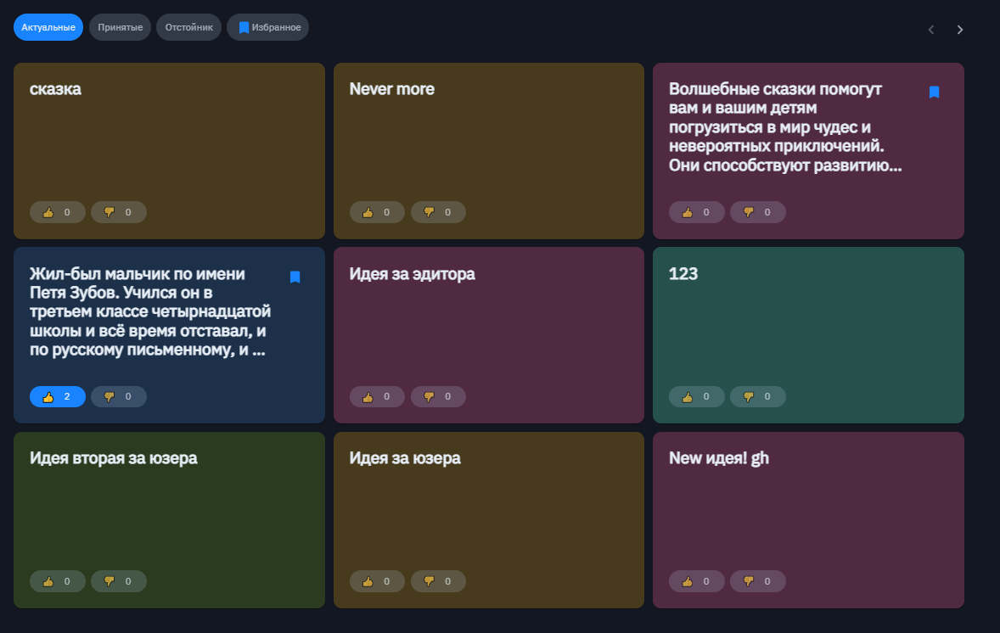 Актуальные
Принятые
Отстойник
Избранное
сказка
0
0
Never more
0
0
Волшебные сказки помогут
вам и вашим детям
погрузиться в мир чудес и
невероятных приключений.
Они способствуют развитию...
0
0
Жил-был мальчик по имени
Петя Зубов. Учился он в
третьем классе четырнадцатой
школы и всё время отставал, и
по русскому письменному, и ...
2
0
Идея за эдитора
0
0
123
0
0
Идея вторая за юзера
0
0
Идея за юзера
0
0
New идея! gh
0
0